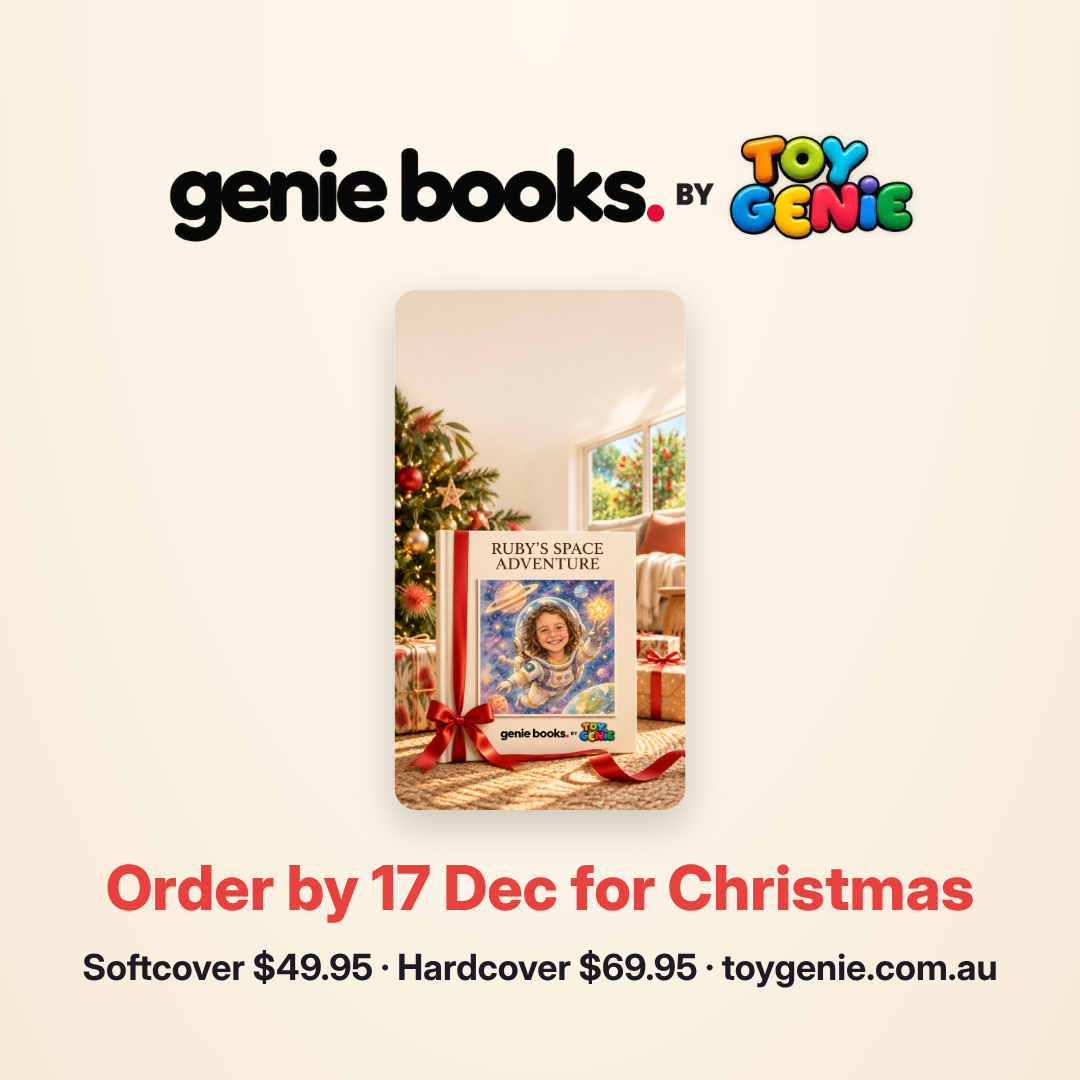 genie books. BY TOY GENIE
RUBY'S SPACE
ADVENTURE
genie books. BY TOY GENIE
Order by 17 Dec for Christmas
Softcover $49.95 · Hardcover $69.95 · toygenie.com.au